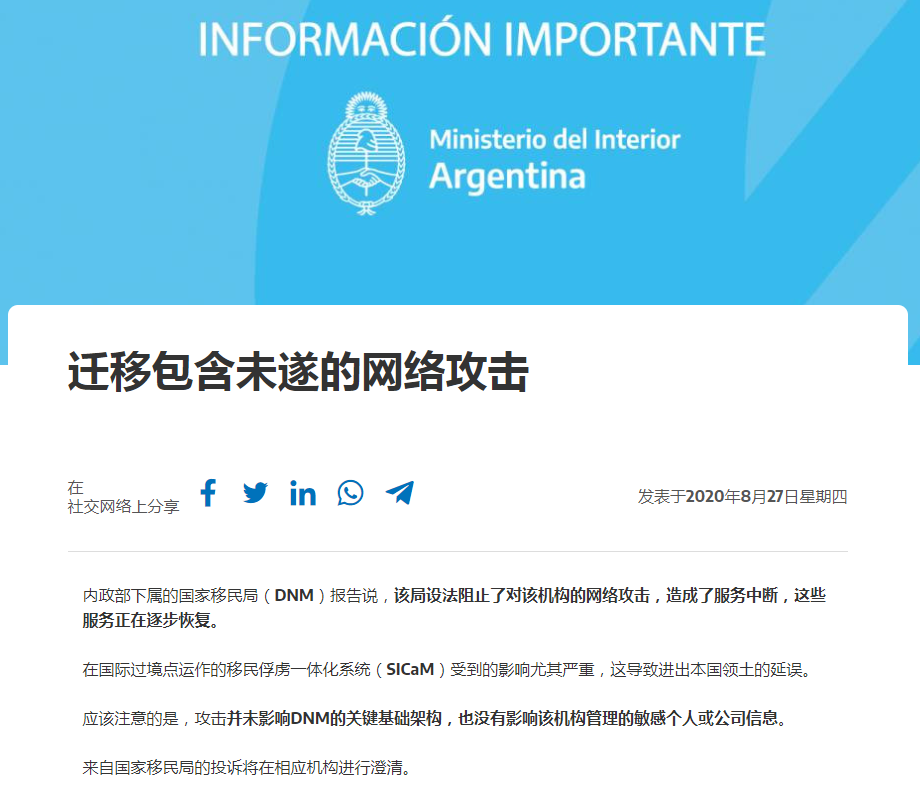 INFORMACIÓN IMPORTANTE
Ministerio del Interior
Argentina
迁移包含未遂的网络攻击
在
社交网络上分享
发表于2020年8月27日星期四
内政部下属的国家移民局（DNM）报告说，该局设法阻止了对该机构的网络攻击，造成了服务中断，这些
服务正在逐步恢复。
在国际过境点运作的移民俘虏一体化系统（SICaM）受到的影响尤其严重，这导致进出本国领土的延误。
应该注意的是，攻击并未影响DNM的关键基础架构，也没有影响该机构管理的敏感个人或公司信息。
来自国家移民局的投诉将在相应机构进行澄清。